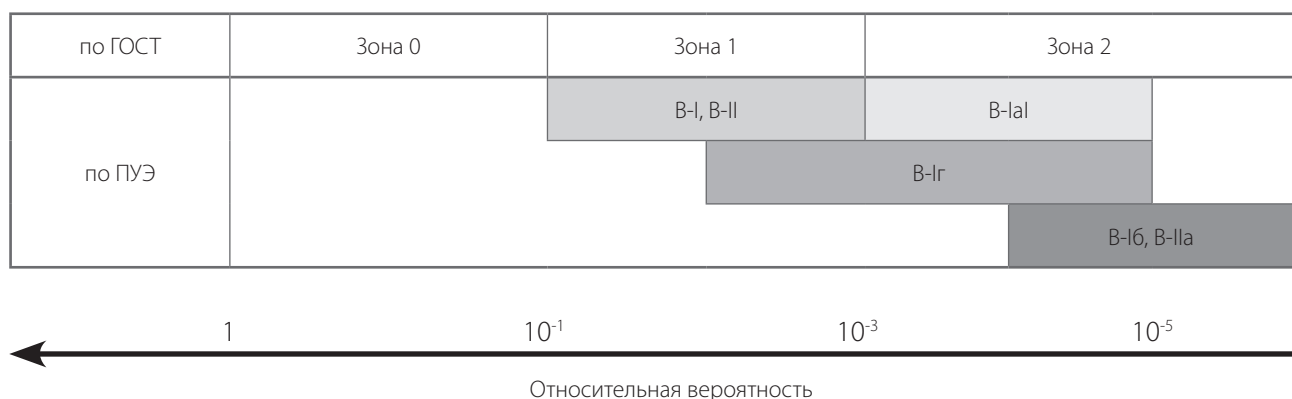 по ГОСТ Зона 0 Зона 1 Зона 2
В-I, В-II В-IaI
по ПУЭ В-Iг
В-Iб, В-IIа
1 10⁻¹ 10⁻³ 10⁻⁵
Относительная вероятность